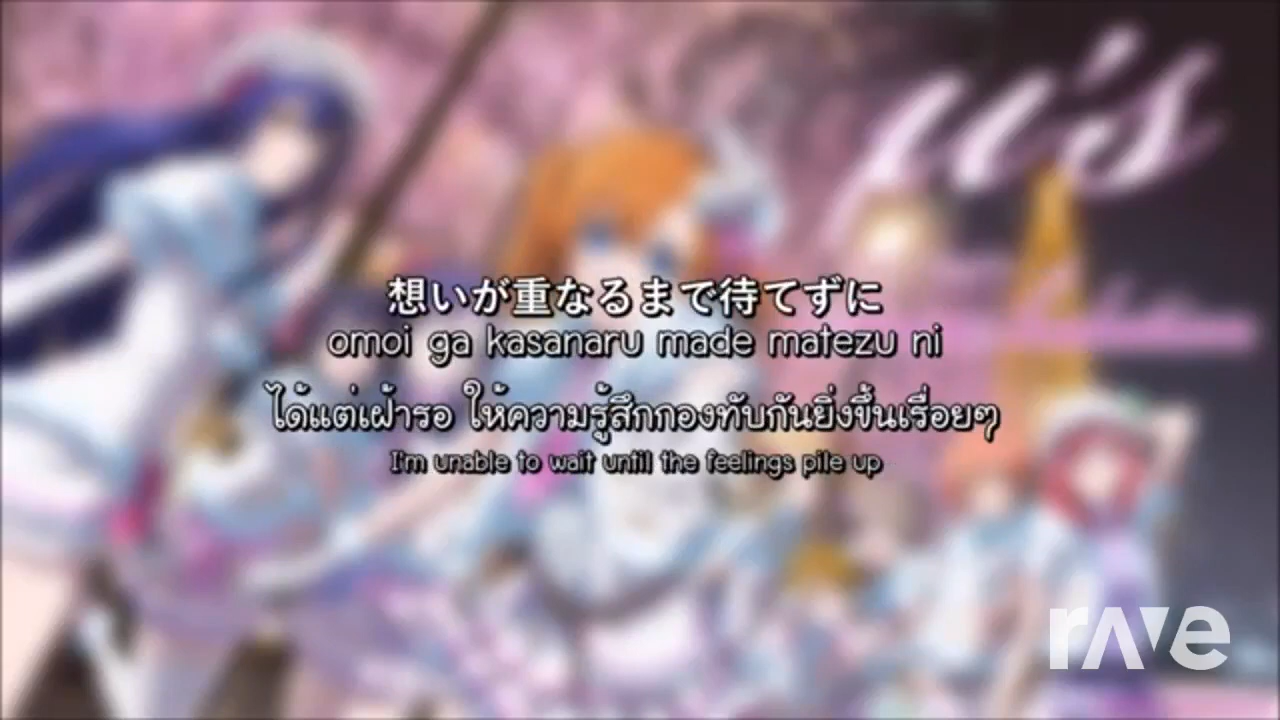 μ's
想いが重なるまで待てずに
omoi ga kasanaru made matezu ni
ได้แต่เฝ้ารอ ให้ความรู้สึกกองทับกันยิ่งขึ้นเรื่อยๆ
I'm unable to wait until the feelings pile up
rave